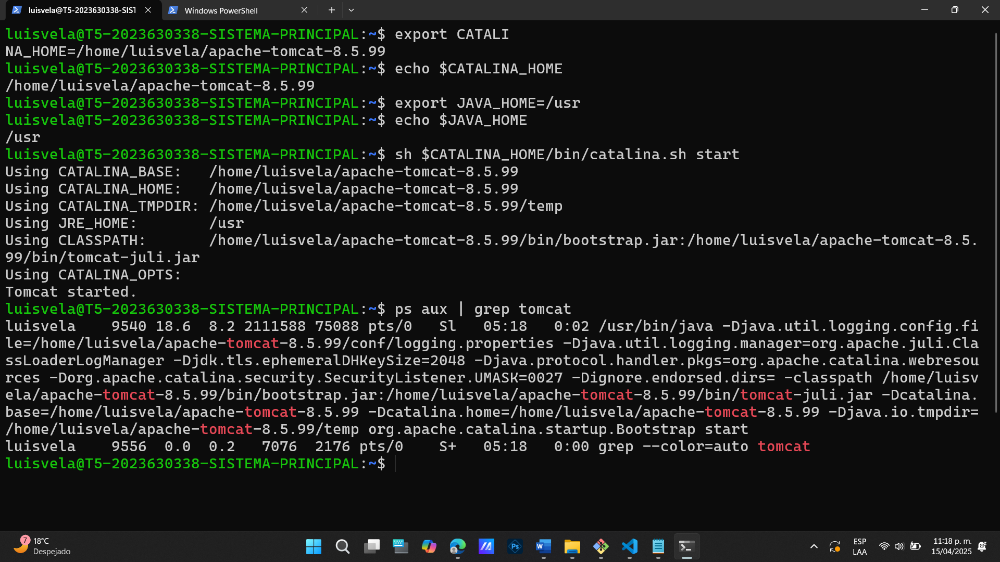 luisvela@T5-2023630338-SIST
Windows PowerShell
luisvela@T5-2023630338-SISTEMA-PRINCIPAL:~$ export CATALI
NA_HOME=/home/luisvela/apache-tomcat-8.5.99
luisvela@T5-2023630338-SISTEMA-PRINCIPAL:~$ echo $CATALINA_HOME
/home/luisvela/apache-tomcat-8.5.99
luisvela@T5-2023630338-SISTEMA-PRINCIPAL:~$ export JAVA_HOME=/usr
luisvela@T5-2023630338-SISTEMA-PRINCIPAL:~$ echo $JAVA_HOME
/usr
luisvela@T5-2023630338-SISTEMA-PRINCIPAL:~$ sh $CATALINA_HOME/bin/catalina.sh start
Using CATALINA_BASE:   /home/luisvela/apache-tomcat-8.5.99
Using CATALINA_HOME:   /home/luisvela/apache-tomcat-8.5.99
Using CATALINA_TMPDIR: /home/luisvela/apache-tomcat-8.5.99/temp
Using JRE_HOME:        /usr
Using CLASSPATH:       /home/luisvela/apache-tomcat-8.5.99/bin/bootstrap.jar:/home/luisvela/apache-tomcat-8.5.
99/bin/tomcat-juli.jar
Using CATALINA_OPTS:
Tomcat started.
luisvela@T5-2023630338-SISTEMA-PRINCIPAL:~$ ps aux | grep tomcat
luisvela    9540 18.6  8.2 2111588 75088 pts/0   Sl   05:18   0:02 /usr/bin/java -Djava.util.logging.config.fi
le=/home/luisvela/apache-tomcat-8.5.99/conf/logging.properties -Djava.util.logging.manager=org.apache.juli.Cla
ssLoaderLogManager -Djdk.tls.ephemeralDHKeySize=2048 -Djava.protocol.handler.pkgs=org.apache.catalina.webresou
rces -Dorg.apache.catalina.security.SecurityListener.UMASK=0027 -Dignore.endorsed.dirs= -classpath /home/luisv
ela/apache-tomcat-8.5.99/bin/bootstrap.jar:/home/luisvela/apache-tomcat-8.5.99/bin/tomcat-juli.jar -Dcatalina.
base=/home/luisvela/apache-tomcat-8.5.99 -Dcatalina.home=/home/luisvela/apache-tomcat-8.5.99 -Djava.io.tmpdir=
/home/luisvela/apache-tomcat-8.5.99/temp org.apache.catalina.startup.Bootstrap start
luisvela    9556  0.0  0.2   7076  2176 pts/0    S+   05:18   0:00 grep --color=auto tomcat
luisvela@T5-2023630338-SISTEMA-PRINCIPAL:~$
7
18°C
Despejado
Ps
W
ESP
LAA
11:18 p. m.
15/04/2025